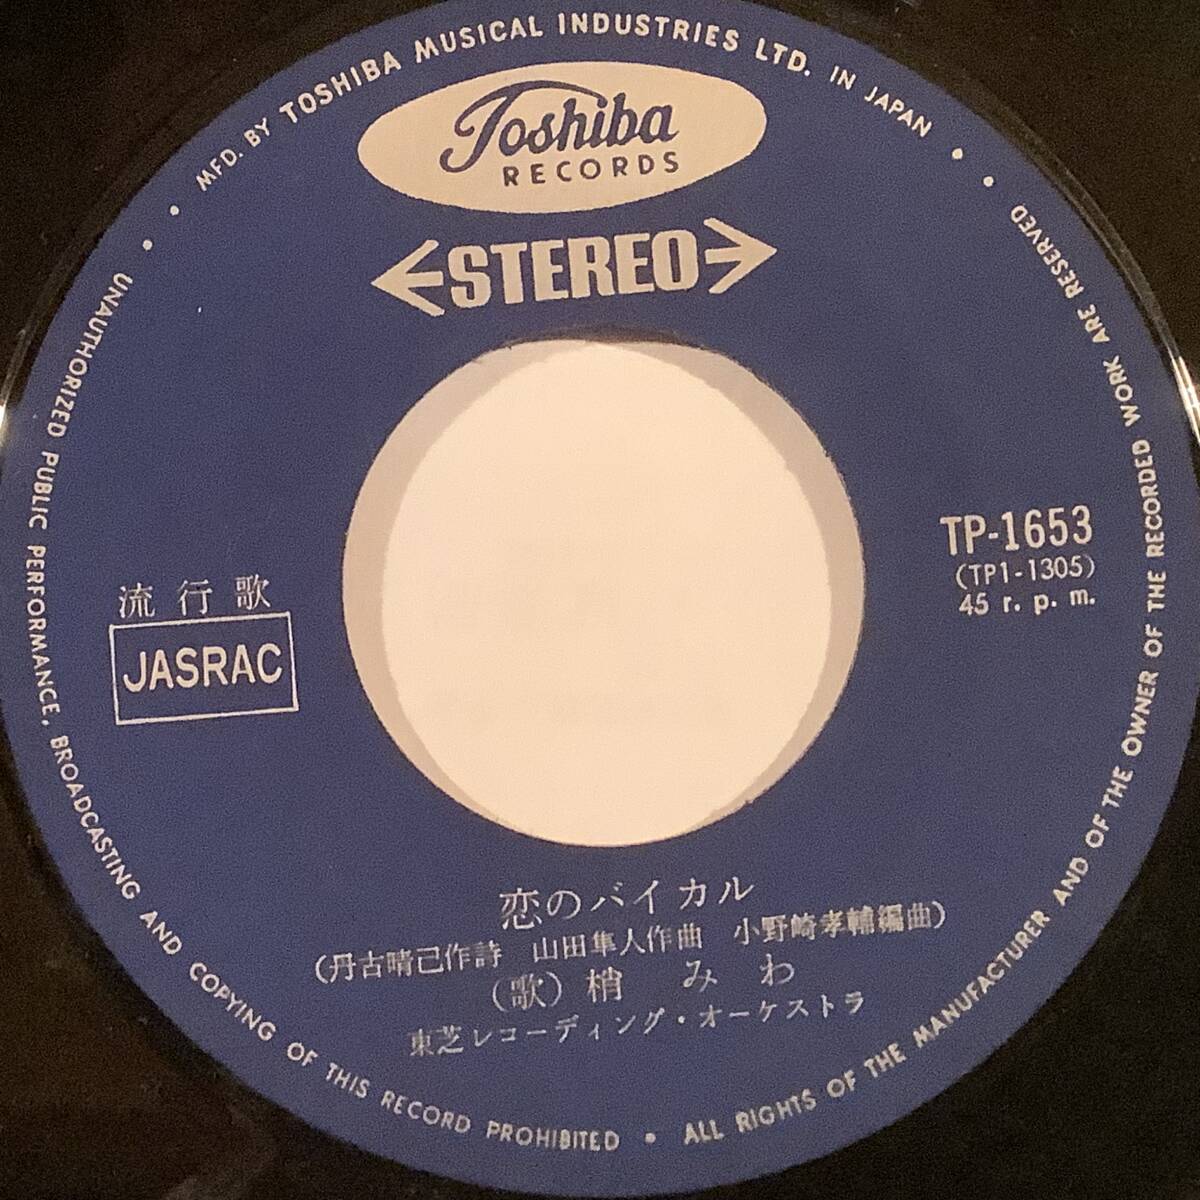 MFD. BY TOSHIBA MUSICAL INDUSTRIES LTD. IN JAPAN
Toshiba
RECORDS
STEREO
TP-1653
(TP1-1305)
45 r. p. m.
流行歌
JASRAC
恋のバイカル
(丹古晴己作詩 山田隼人作曲 小野崎孝輔編曲)
(歌) 梢 みわ
東芝レコーディング・オーケストラ
UNAUTHORIZED PUBLIC PERFORMANCE, BROADCASTING AND COPYING OF THIS RECORD PROHIBITED • ALL RIGHTS OF THE MANUFACTURER AND OF THE OWNER OF THE RECORDED WORK ARE RESERVED